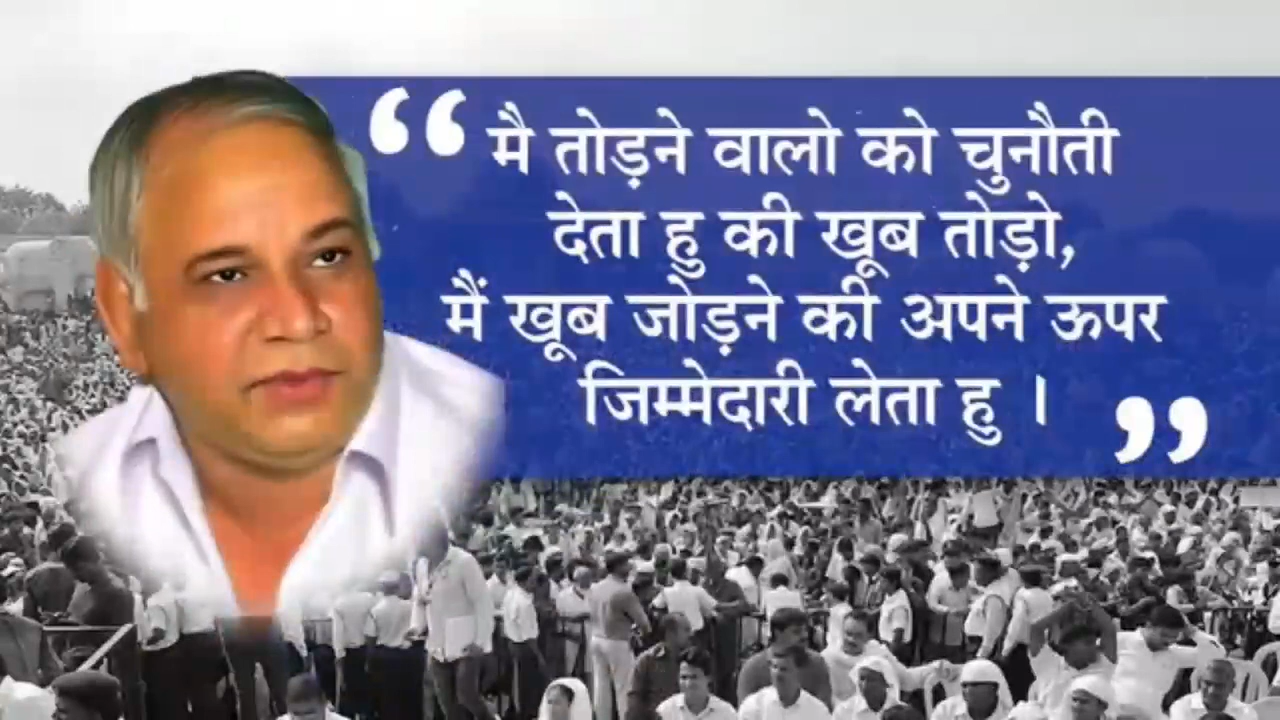 “ मै तोड़ने वालो को चुनौती
देता हु की खूब तोड़ो,
मैं खूब जोड़ने की अपने ऊपर
जिम्मेदारी लेता हु । ”